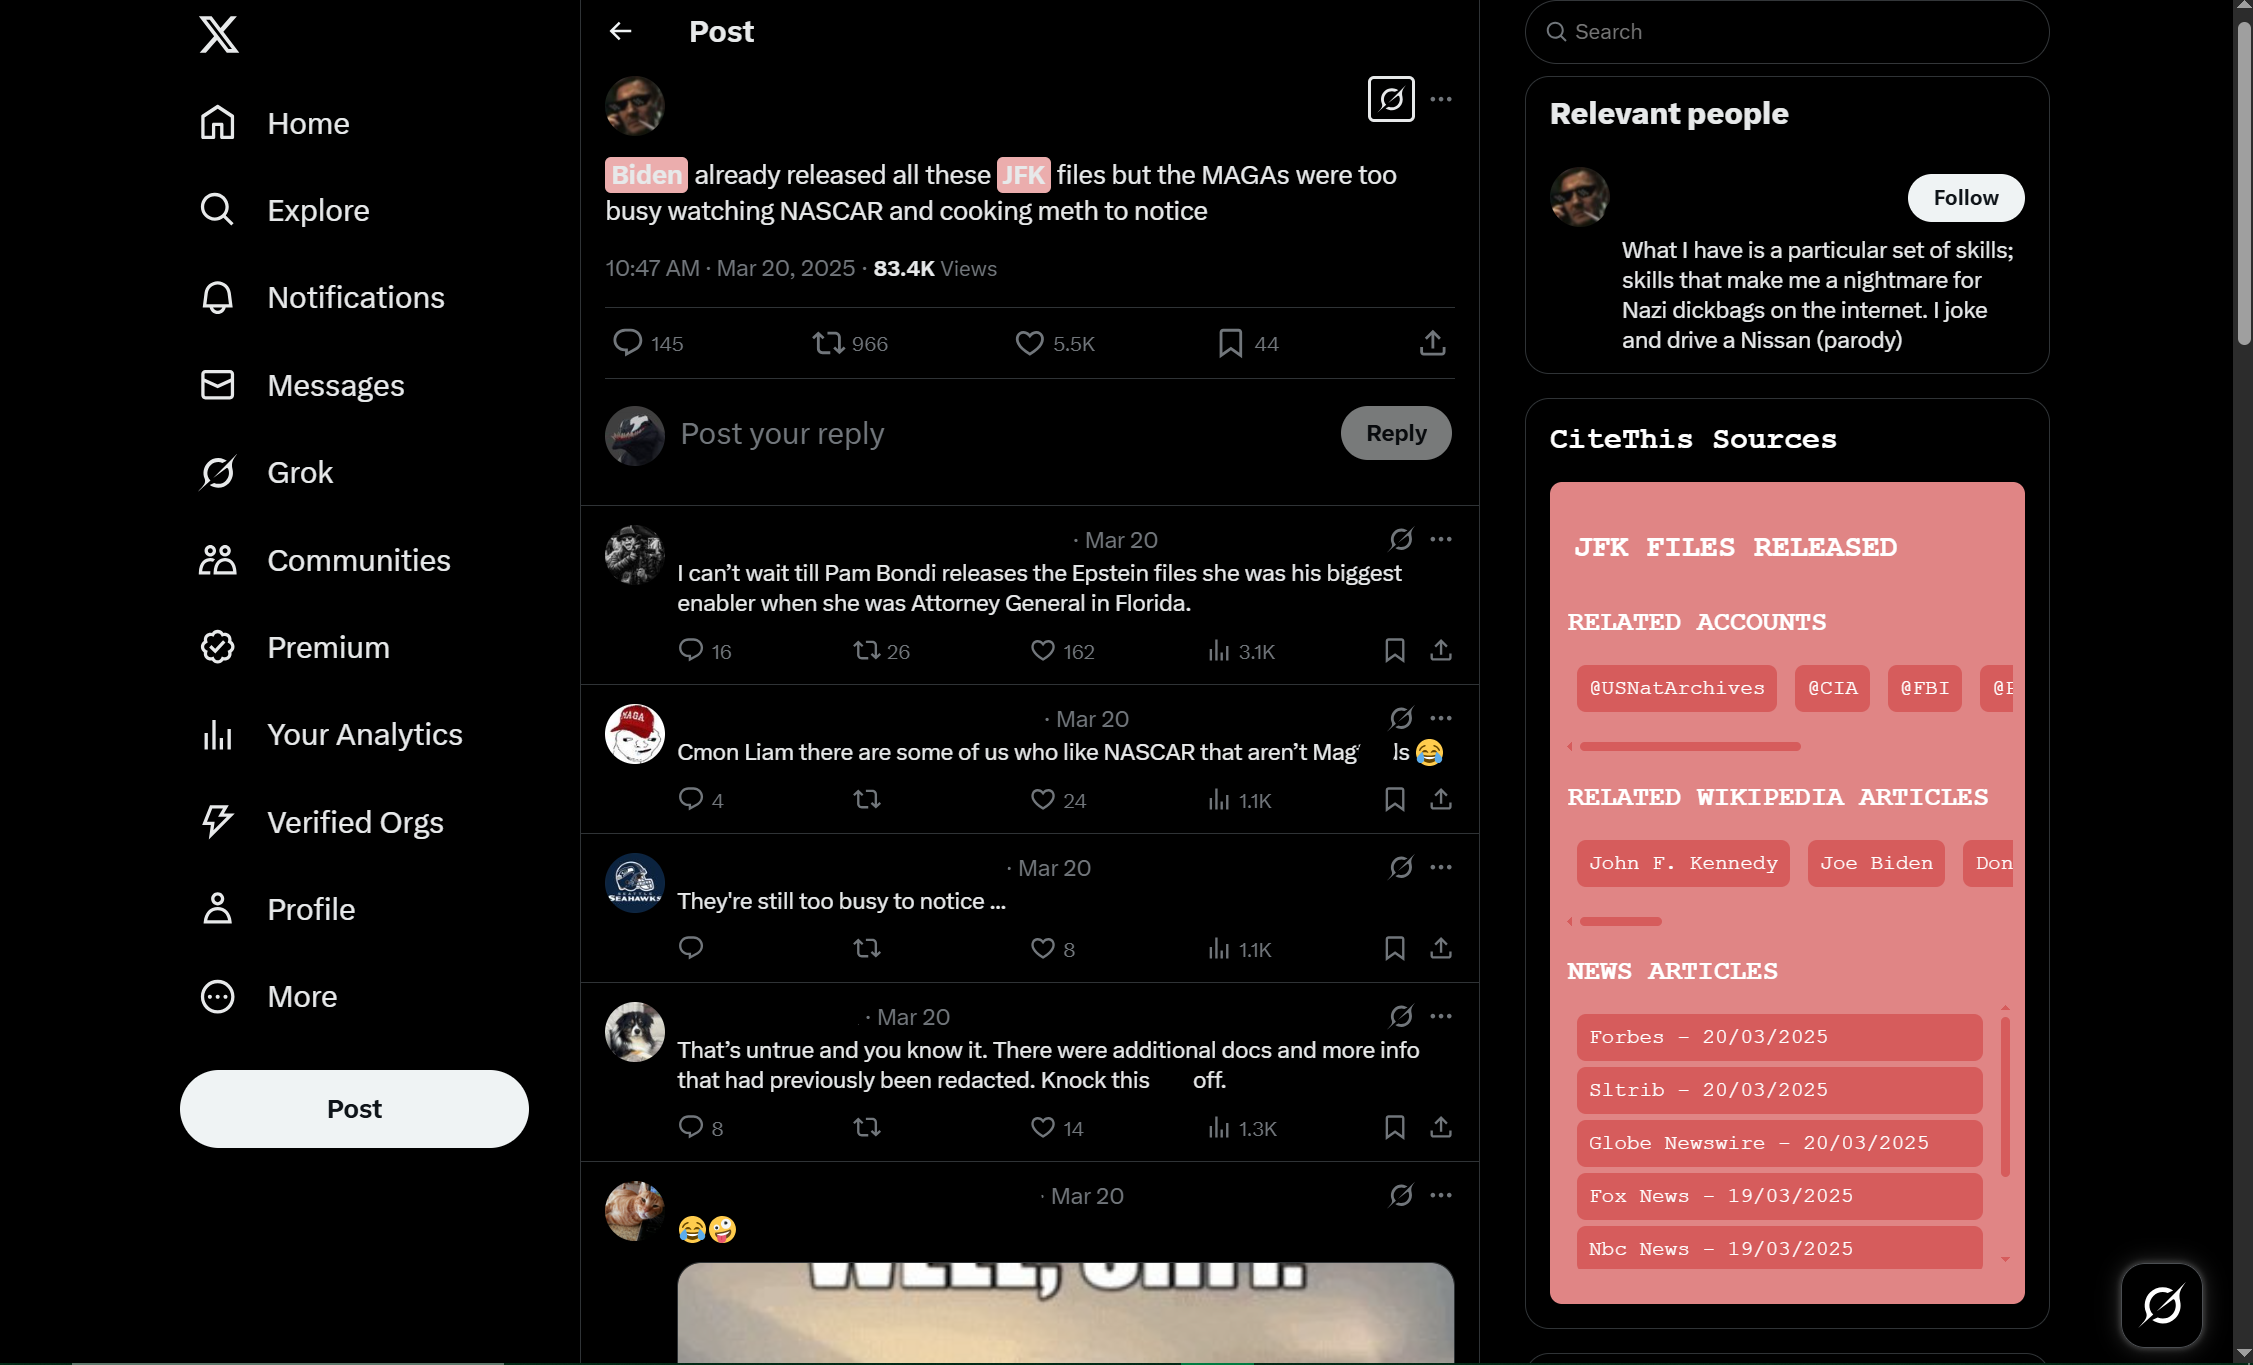 Post
Search
Home
Explore
Notifications
Messages
Grok
Communities
Premium
Your Analytics
Verified Orgs
Profile
More
Post
Biden already released all these JFK files but the MAGAs were too
busy watching NASCAR and cooking meth to notice
10:47 AM · Mar 20, 2025 · 83.4K Views
145 966 5.5K 44
Post your reply
Reply
· Mar 20
I can’t wait till Pam Bondi releases the Epstein files she was his biggest
enabler when she was Attorney General in Florida.
16 26 162 3.1K
MAGA
· Mar 20
Cmon Liam there are some of us who like NASCAR that aren’t Mag ls 😂
4 24 1.1K
SEAHAWKS
· Mar 20
They're still too busy to notice ...
8 1.1K
· Mar 20
That’s untrue and you know it. There were additional docs and more info
that had previously been redacted. Knock this off.
8 14 1.3K
· Mar 20
😂🤪
WELL,
Relevant people
Follow
What I have is a particular set of skills;
skills that make me a nightmare for
Nazi dickbags on the internet. I joke
and drive a Nissan (parody)
CiteThis Sources
JFK FILES RELEASED
RELATED ACCOUNTS
@USNatArchives @CIA @FBI
RELATED WIKIPEDIA ARTICLES
John F. Kennedy Joe Biden Don
NEWS ARTICLES
Forbes - 20/03/2025
Sltrib - 20/03/2025
Globe Newswire - 20/03/2025
Fox News - 19/03/2025
Nbc News - 19/03/2025